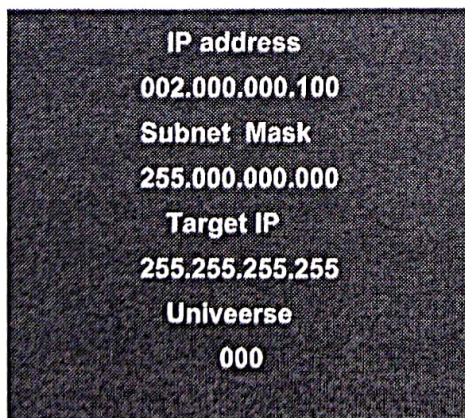 IP address
002.000.000.100
Subnet Mask
255.000.000.000
Target IP
255.255.255.255
Univeerse
000